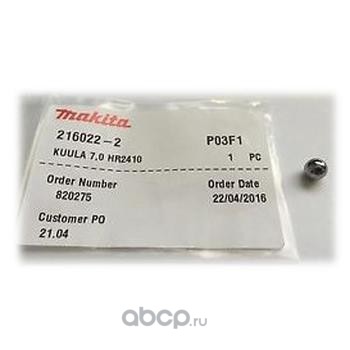 makita
216022-2 P03F1
KUULA 7.0 HR2410 1 PC
Order Number Order Date
820275 22/04/2016
Customer PO
21.04
abcp.ru